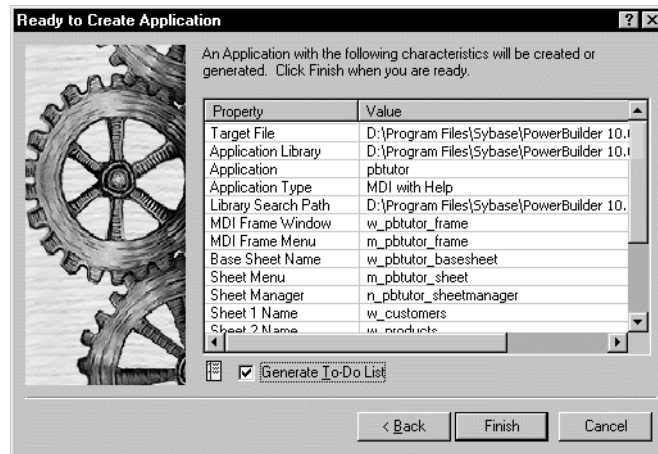 Ready to Create Application
An Application with the following characteristics will be created or
generated. Click Finish when you are ready.
Property Value
Target File D:\Program Files\Sybase\PowerBuilder 10.
Application Library D:\Program Files\Sybase\PowerBuilder 10.
Application pbtutor
Application Type MDI with Help
Library Search Path D:\Program Files\Sybase\PowerBuilder 10.
MDI Frame Window w_pbtutor_frame
MDI Frame Menu m_pbtutor_frame
Base Sheet Name w_pbtutor_basesheet
Sheet Menu m_pbtutor_sheet
Sheet Manager n_pbtutor_sheetmanager
Sheet 1 Name w_customers
Sheet 2 Name w_products
Generate To-Do List
< Back Finish Cancel